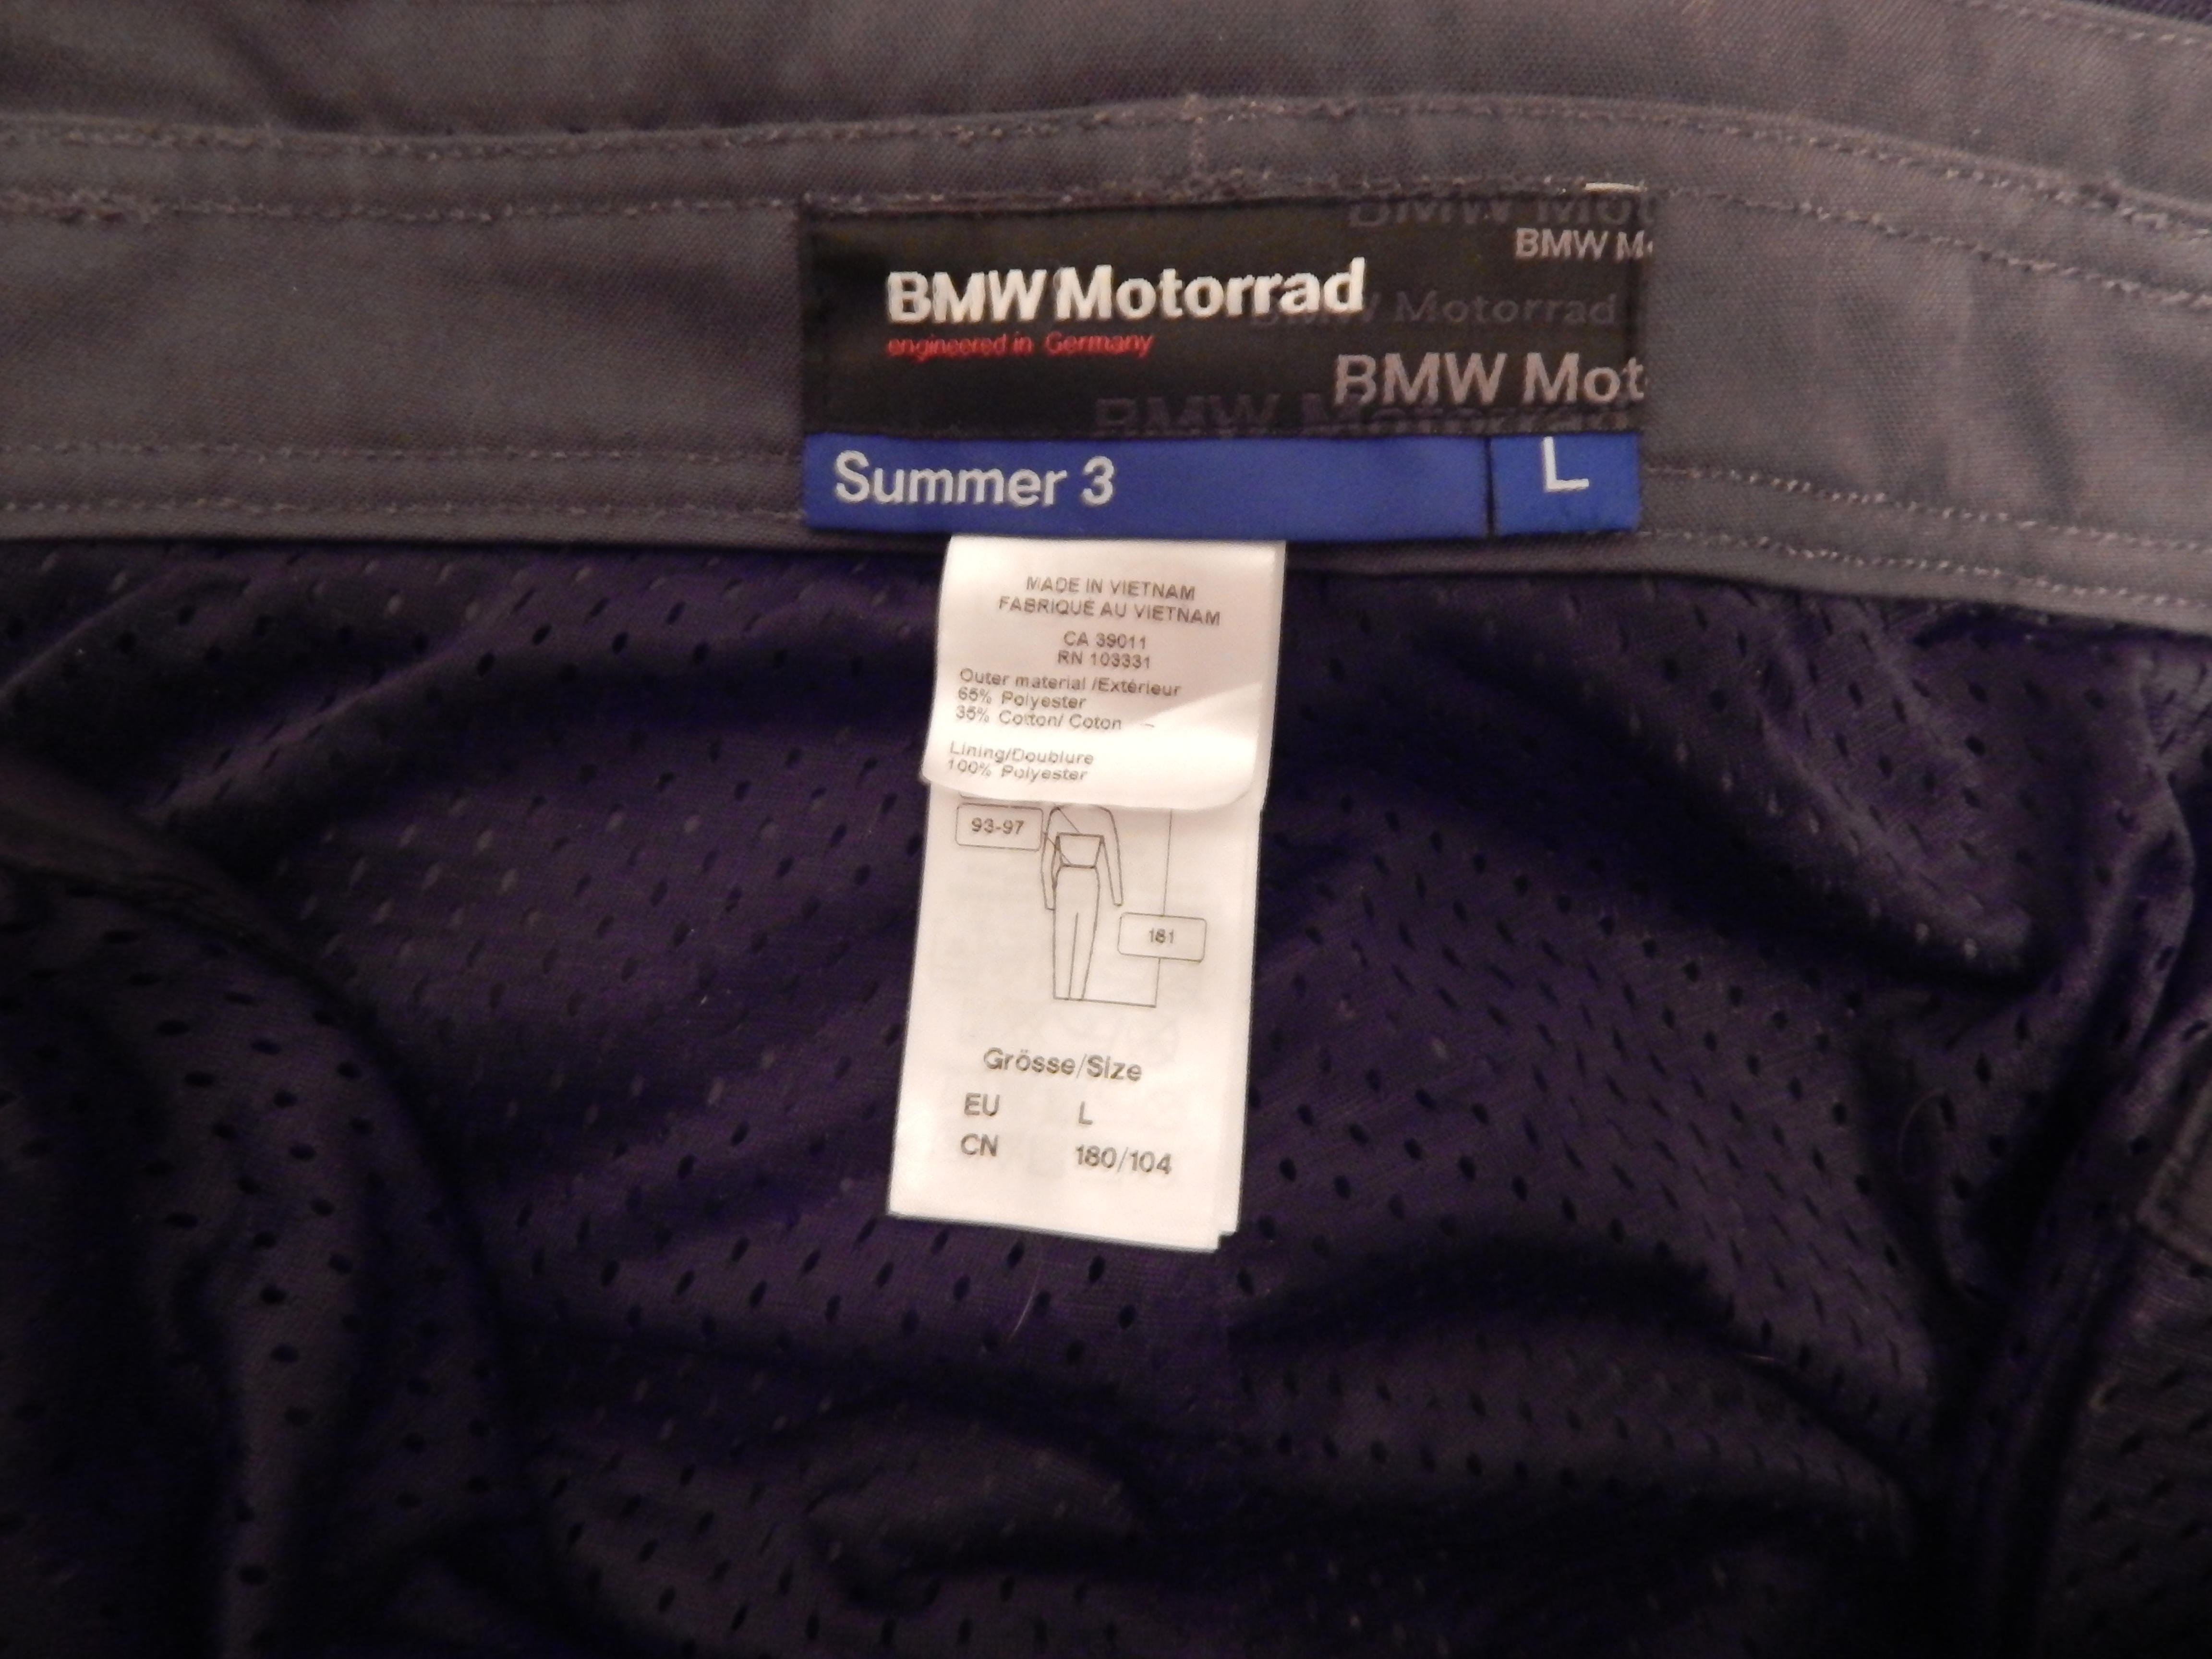 BMW Mot
BMW M
BMW Motorrad
BMW Motorrad
engineered in Germany
BMW Mot
BMW Motorrad
Summer 3
L
MADE IN VIETNAM
FABRIQUÉ AU VIETNAM
CA 39011
RN 103331
Outer material /Extérieur
65% Polyester
35% Cotton/ Coton
Lining/Doublure
100% Polyester
93-97
181
Grösse/Size
EU L
CN 180/104